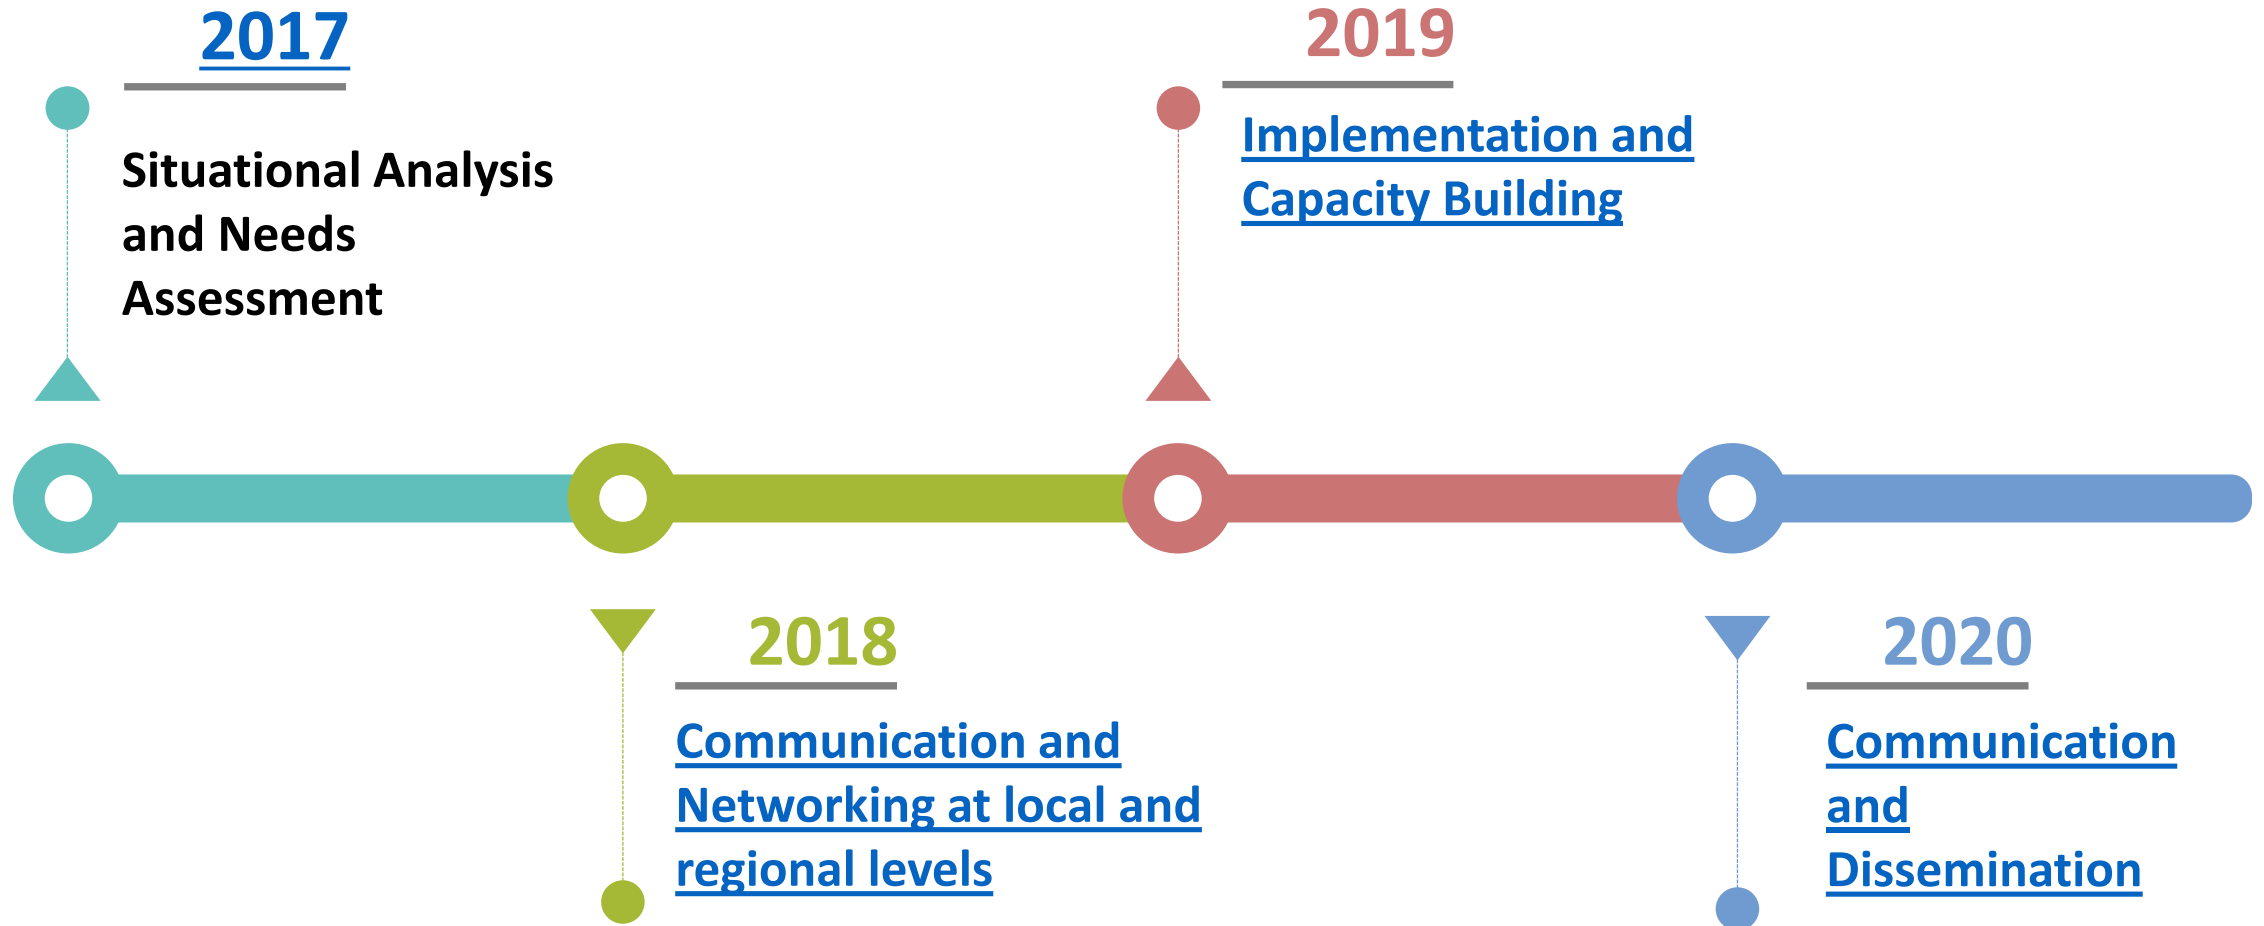 2017
Situational Analysis
and Needs
Assessment
2019
Implementation and
Capacity Building
2018
Communication and
Networking at local and
regional levels
2020
Communication
and
Dissemination